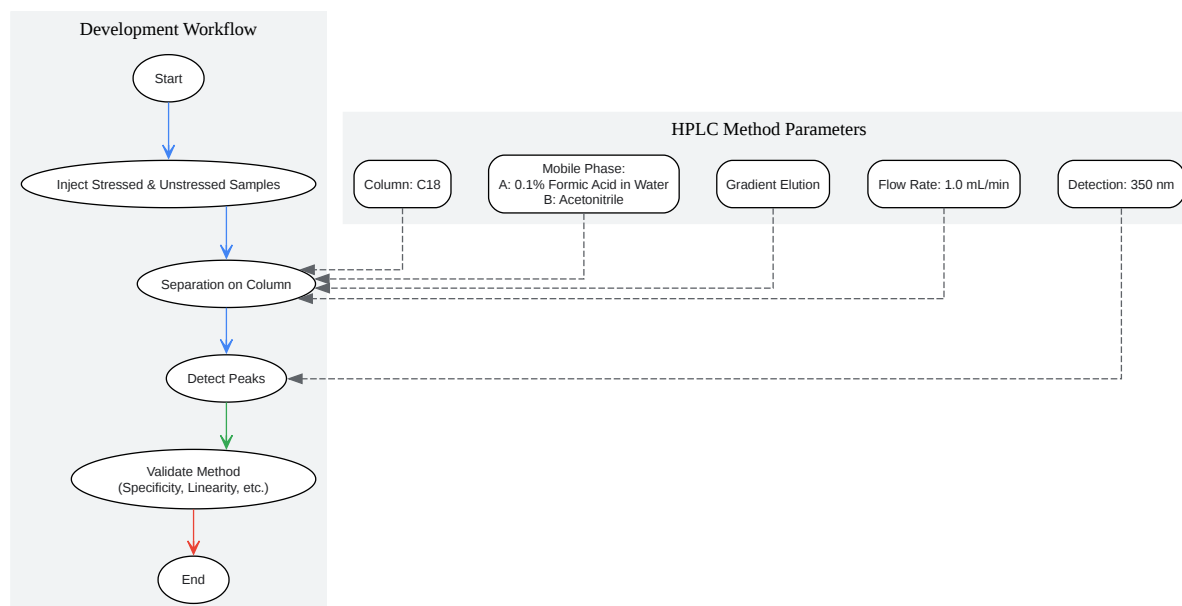 Development Workflow
Start
Inject Stressed & Unstressed Samples
Separation on Column
Detect Peaks
Validate Method
(Specificity, Linearity, etc.)
End
HPLC Method Parameters
Column: C18
Mobile Phase:
A: 0.1% Formic Acid in Water
B: Acetonitrile
Gradient Elution
Flow Rate: 1.0 mL/min
Detection: 350 nm